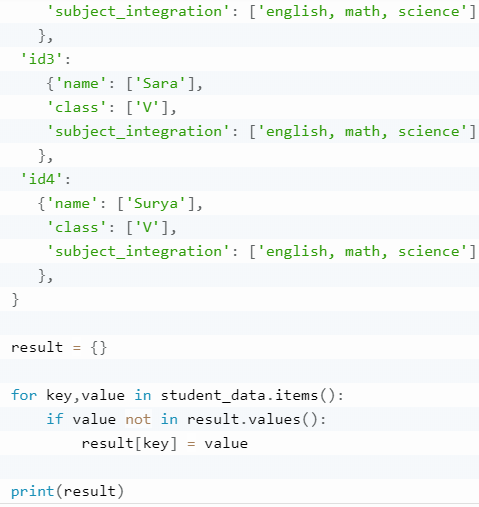 'subject_integration': ['english, math, science']
   },
 'id3':
    {'name': ['Sara'],
    'class': ['V'],
    'subject_integration': ['english, math, science']
   },
 'id4':
   {'name': ['Surya'],
    'class': ['V'],
    'subject_integration': ['english, math, science']
   },
}
result = {}
for key,value in student_data.items():
    if value not in result.values():
        result[key] = value
print(result)